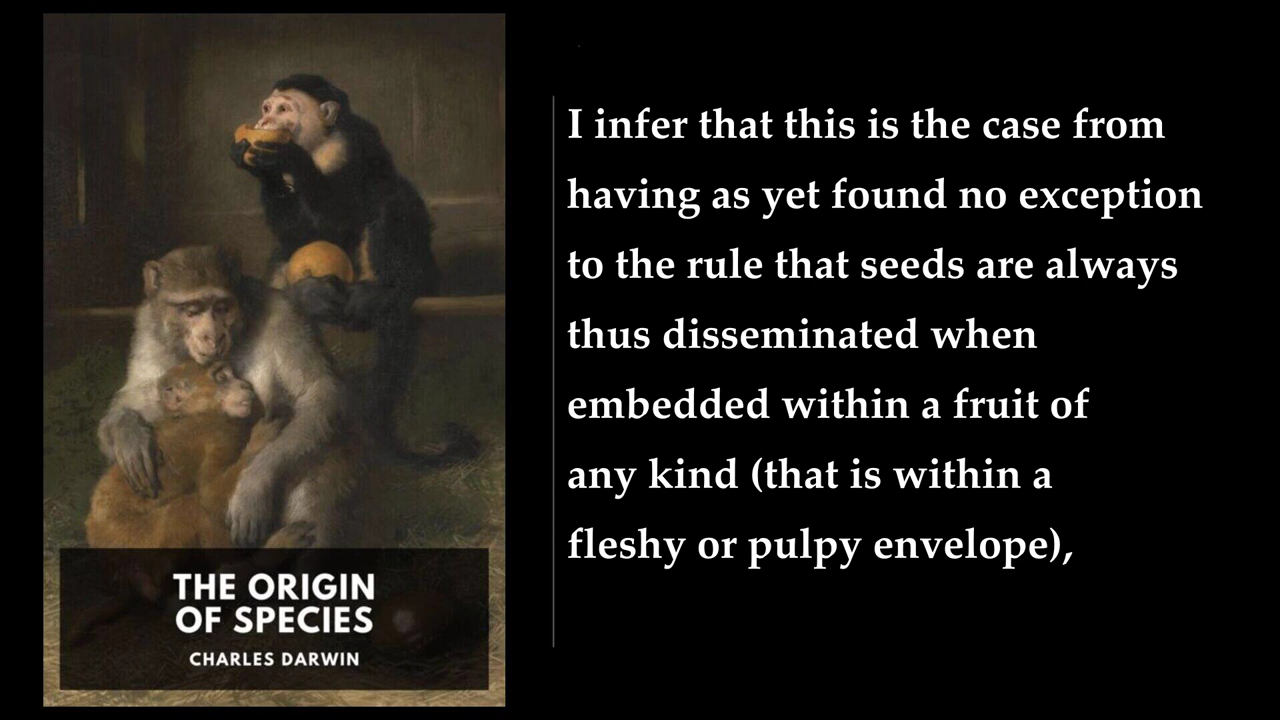 THE ORIGIN
OF SPECIES
CHARLES DARWIN
I infer that this is the case from
having as yet found no exception
to the rule that seeds are always
thus disseminated when
embedded within a fruit of
any kind (that is within a
fleshy or pulpy envelope),